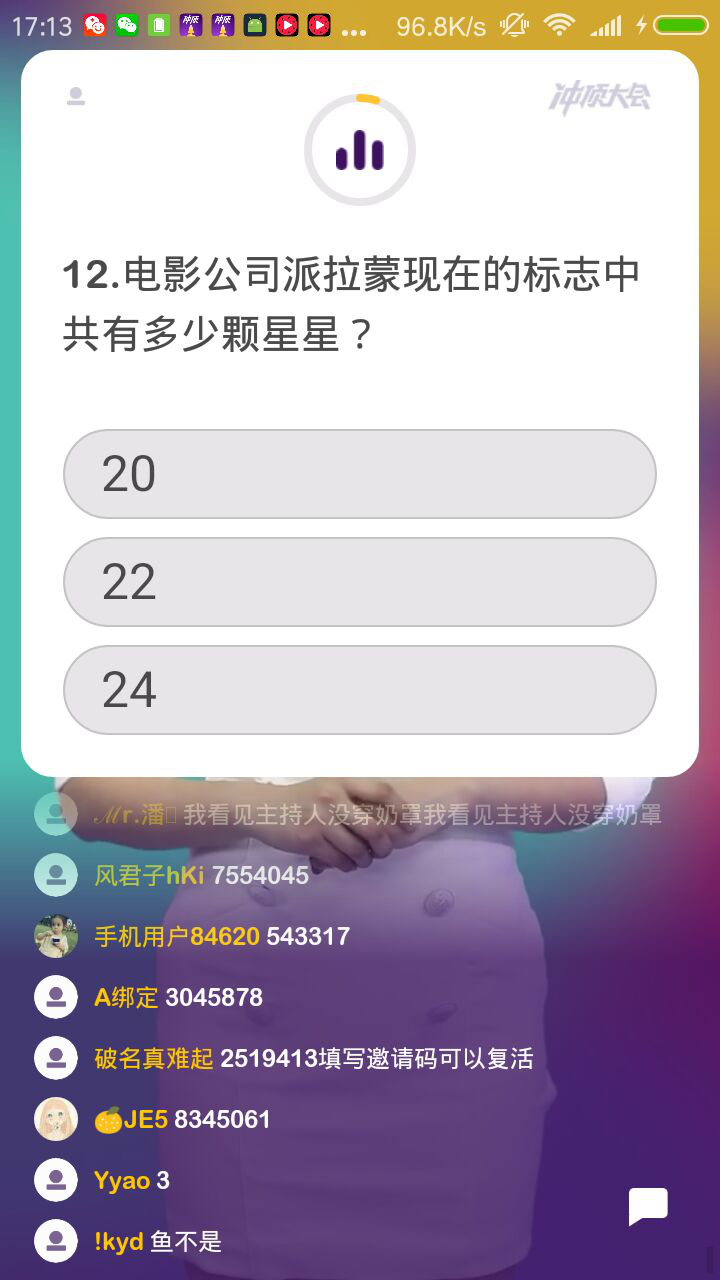 17:13
96.8K/s
冲顶大会
12.电影公司派拉蒙现在的标志中
共有多少颗星星？
20
22
24
Mr.潘 我看见主持人没穿奶罩我看见主持人没穿奶罩
风君子hKi 7554045
手机用户84620 543317
A绑定 3045878
破名真难起 2519413填写邀请码可以复活
🍊JE5 8345061
Yyao 3
!kyd 鱼不是